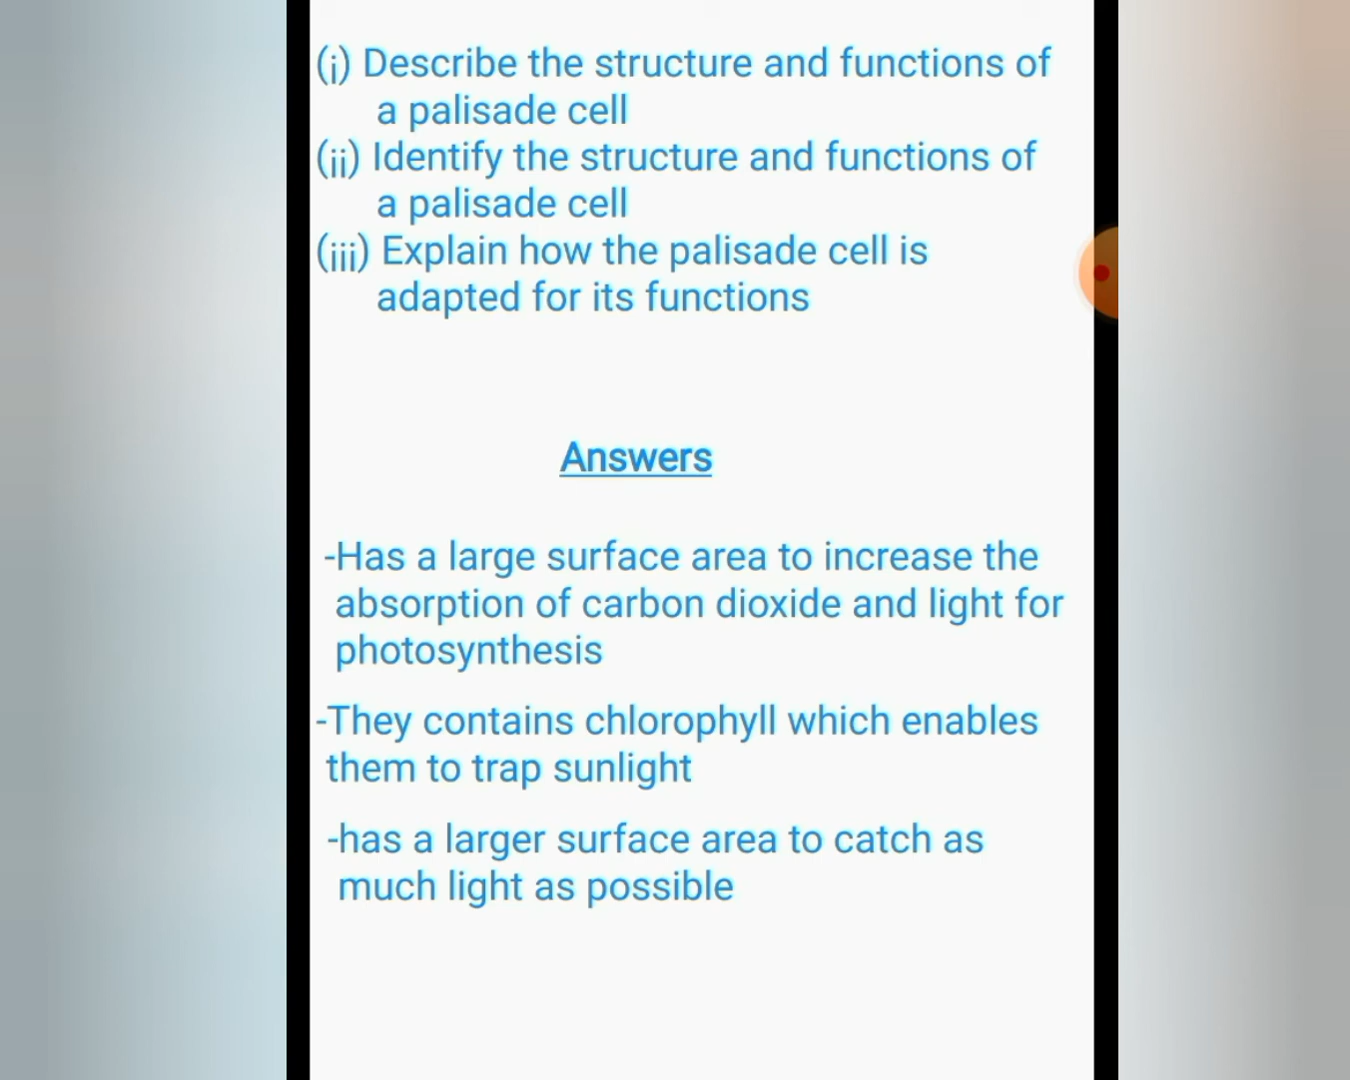 (i) Describe the structure and functions of
a palisade cell
(ii) Identify the structure and functions of
a palisade cell
(iii) Explain how the palisade cell is
adapted for its functions
Answers
-Has a large surface area to increase the
absorption of carbon dioxide and light for
photosynthesis
-They contains chlorophyll which enables
them to trap sunlight
-has a larger surface area to catch as
much light as possible